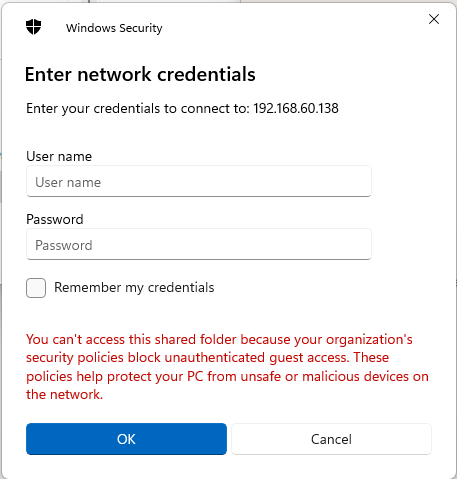 Windows Security
Enter network credentials
Enter your credentials to connect to: 192.168.60.138
User name
User name
Password
Password
Remember my credentials
You can't access this shared folder because your organization's
security policies block unauthenticated guest access. These
policies help protect your PC from unsafe or malicious devices on
the network.
OK
Cancel